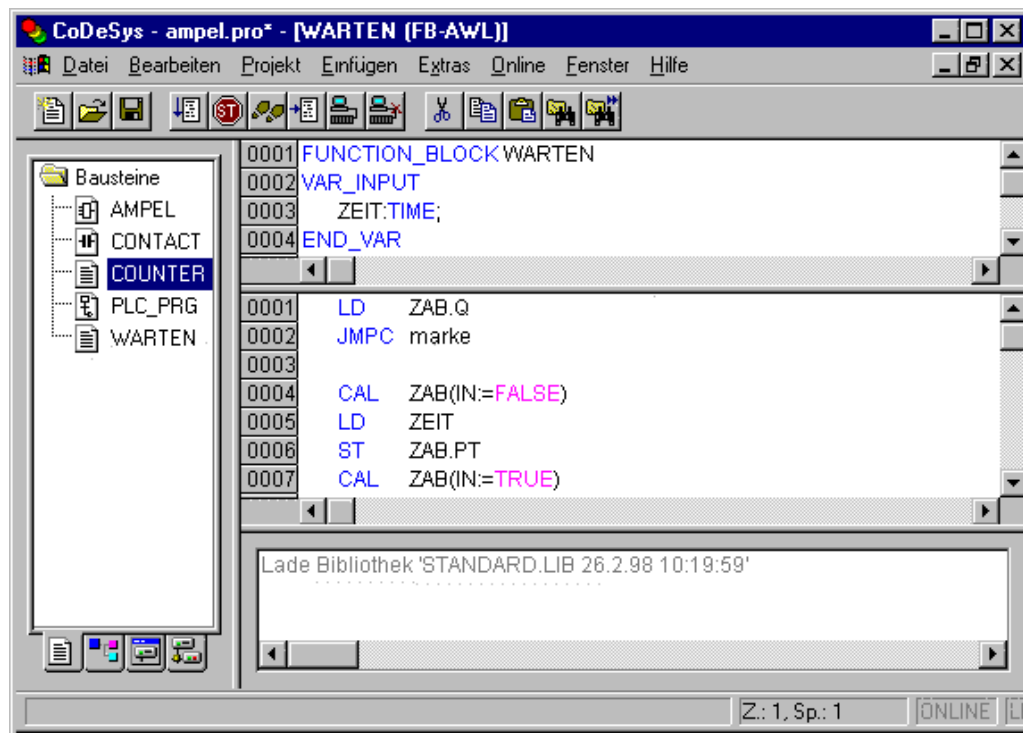 CoDeSys - ampel.pro* - [WARTEN (FB-AWL)]
Datei Bearbeiten Projekt Einfügen Extras Online Fenster Hilfe
ST
Bausteine
AMPEL
CONTACT
COUNTER
PLC_PRG
WARTEN
0001 FUNCTION_BLOCK WARTEN
0002 VAR_INPUT
0003 ZEIT:TIME;
0004 END_VAR
0001 LD ZAB.Q
0002 JMPC marke
0003
0004 CAL ZAB(IN:=FALSE)
0005 LD ZEIT
0006 ST ZAB.PT
0007 CAL ZAB(IN:=TRUE)
Lade Bibliothek 'STANDARD.LIB 26.2.98 10:19:59'
Z.: 1, Sp.: 1 ONLINE